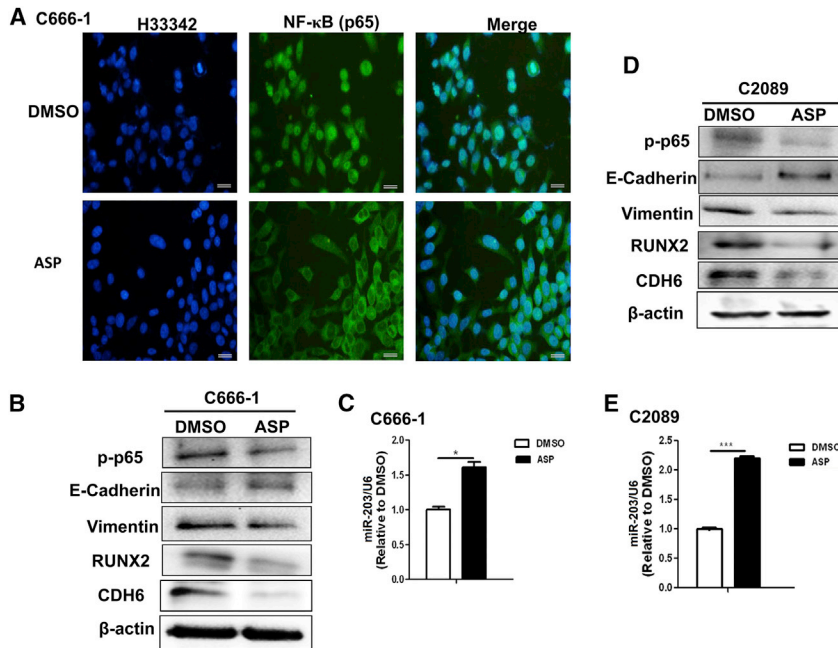 A
C666-1
H33342
NF-κB (p65)
Merge
DMSO
ASP
B
C666-1
DMSO
ASP
p-p65
E-Cadherin
Vimentin
RUNX2
CDH6
β-actin
C
C666-1
miR-203/U6
(Relative to DMSO)
2.0
1.5
1.0
0.5
0.0
*
DMSO
ASP
D
C2089
DMSO
ASP
p-p65
E-Cadherin
Vimentin
RUNX2
CDH6
β-actin
E
C2089
miR-203/U6
(Relative to DMSO)
2.5
2.0
1.5
1.0
0.5
0.0
***
DMSO
ASP